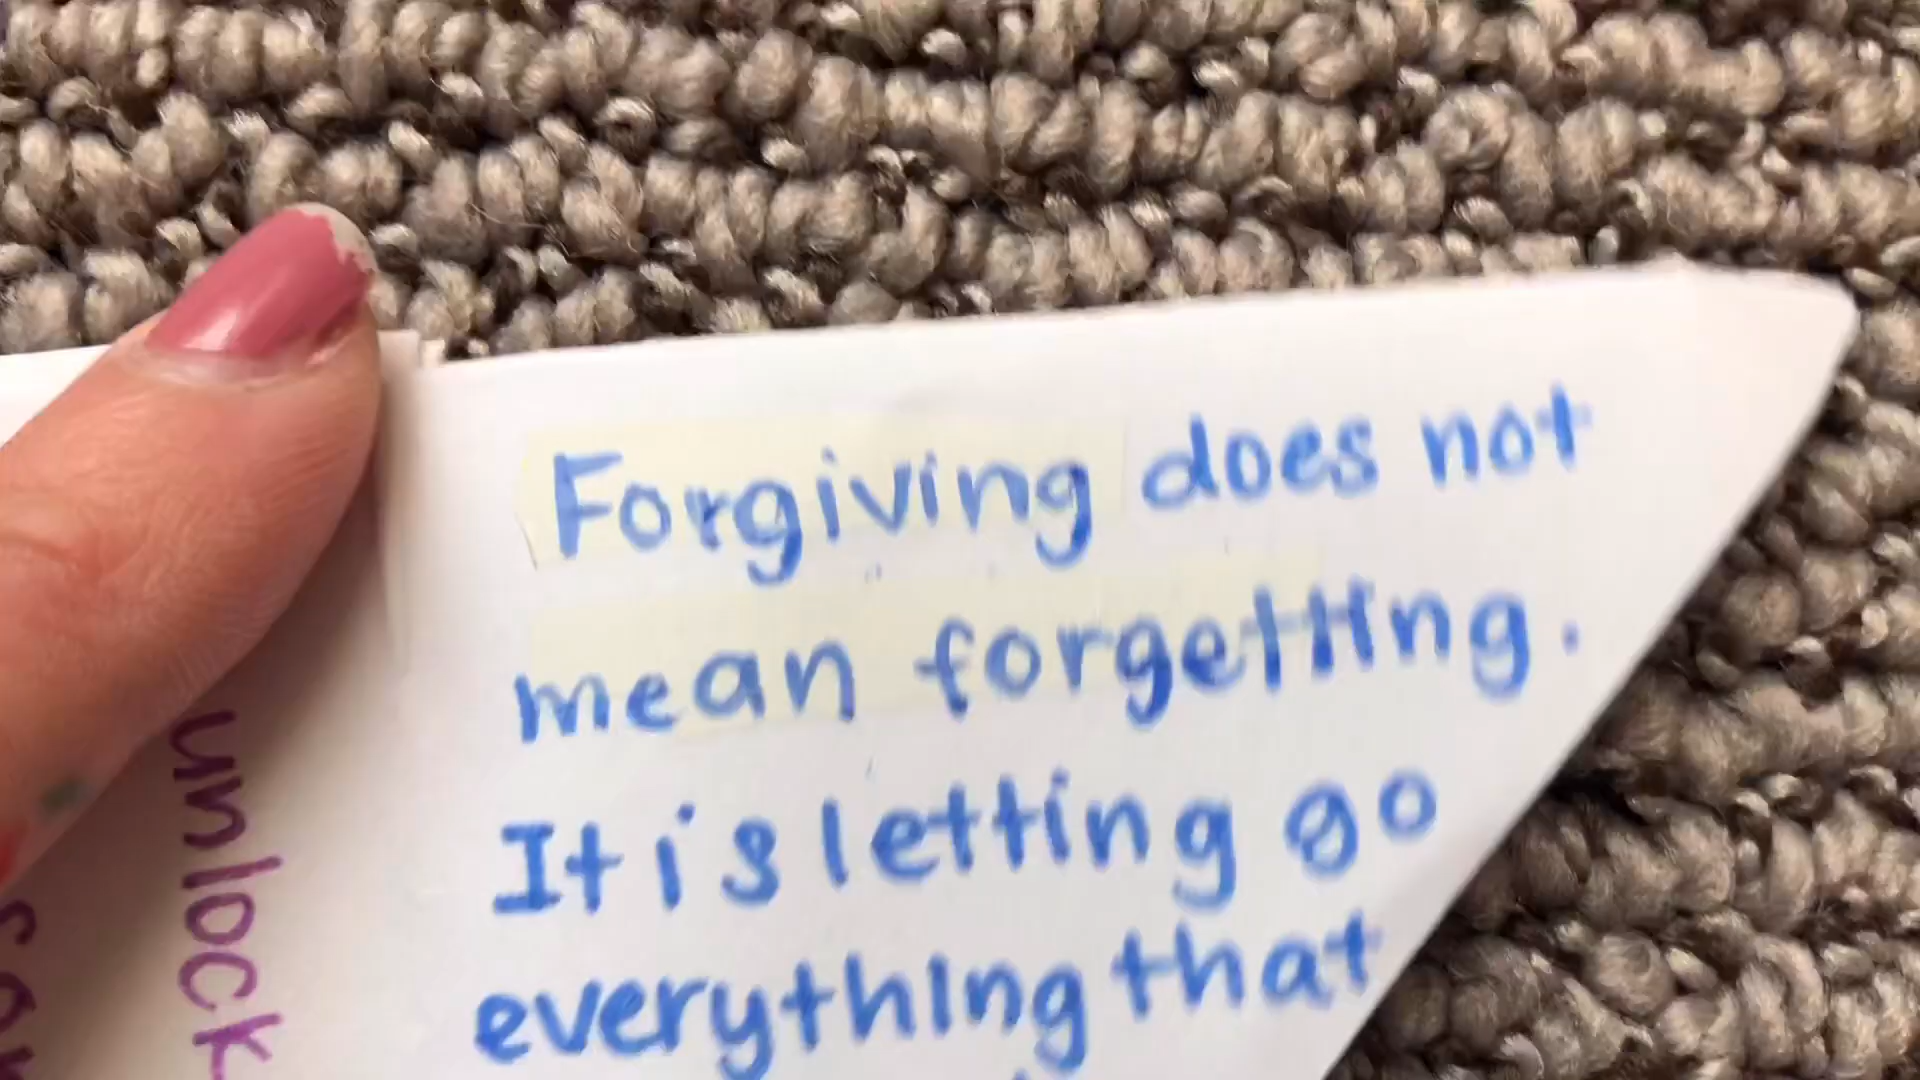 Forgiving does not
mean forgetting.
It is letting go
everything that
unlock